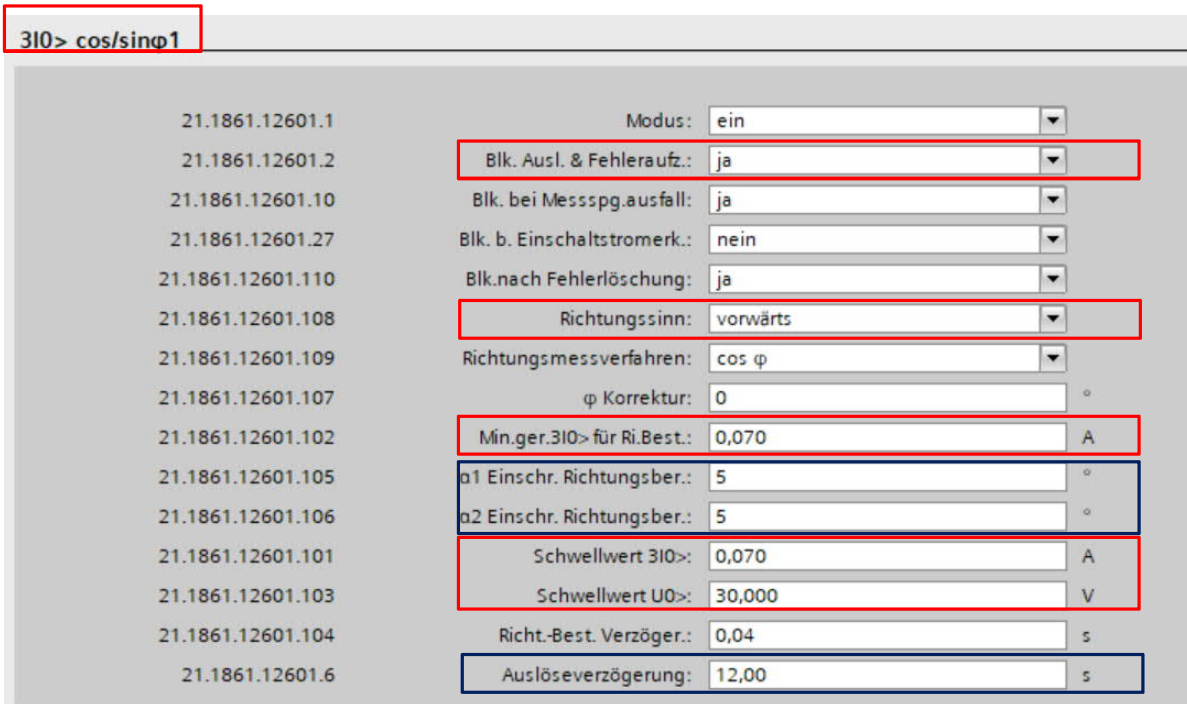 3I0> cos/sinφ1
21.1861.12601.1 Modus: ein
21.1861.12601.2 Blk. Ausl. & Fehleraufz.: ja
21.1861.12601.10 Blk. bei Messspg.ausfall: ja
21.1861.12601.27 Blk. b. Einschaltstromerk.: nein
21.1861.12601.110 Blk.nach Fehlerlöschung: ja
21.1861.12601.108 Richtungssinn: vorwärts
21.1861.12601.109 Richtungsmessverfahren: cos φ
21.1861.12601.107 φ Korrektur: 0 °
21.1861.12601.102 Min.ger.3I0> für Ri.Best.: 0,070 A
21.1861.12601.105 α1 Einschr. Richtungsber.: 5 °
21.1861.12601.106 α2 Einschr. Richtungsber.: 5 °
21.1861.12601.101 Schwellwert 3I0>: 0,070 A
21.1861.12601.103 Schwellwert U0>: 30,000 V
21.1861.12601.104 Richt.-Best. Verzöger.: 0,04 s
21.1861.12601.6 Auslöseverzögerung: 12,00 s